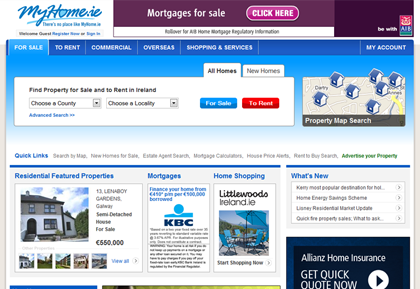 MyHome.ie
There's no place like MyHome.ie
Welcome Guest Register Now or Sign In
Mortgages for sale
CLICK HERE
Rollover for AIB Home Mortgage Regulatory Information
be with AIB
FOR SALE TO RENT COMMERCIAL OVERSEAS SHOPPING & SERVICES MY ACCOUNT
All Homes New Homes
Find Property for Sale and to Rent in Ireland
Choose a County Choose a Locality For Sale To Rent
Advanced Search >>
Dartry
Property Map Search
Quick Links Search by Map, New Homes for Sale, Estate Agent Search, Mortgage Calculators, House Price Alerts, Rent to Buy Search, Advertise your Property
Residential Featured Properties
13, LENABOY GARDENS, Galway
Semi-Detached House
For Sale
€550,000
Other Properties
View all
Mortgages
Finance your home from €419* pm per €100,000 borrowed
KBC
Home Shopping
Littlewoods Ireland.ie
Start Shopping Now
What's New
Kerry most popular destination for hol...
Home Energy Savings Scheme
Lisney Residential Market Update
Quick fire property sales: What to ask...
Allianz Home Insurance
GET QUICK
QUOTE NOW